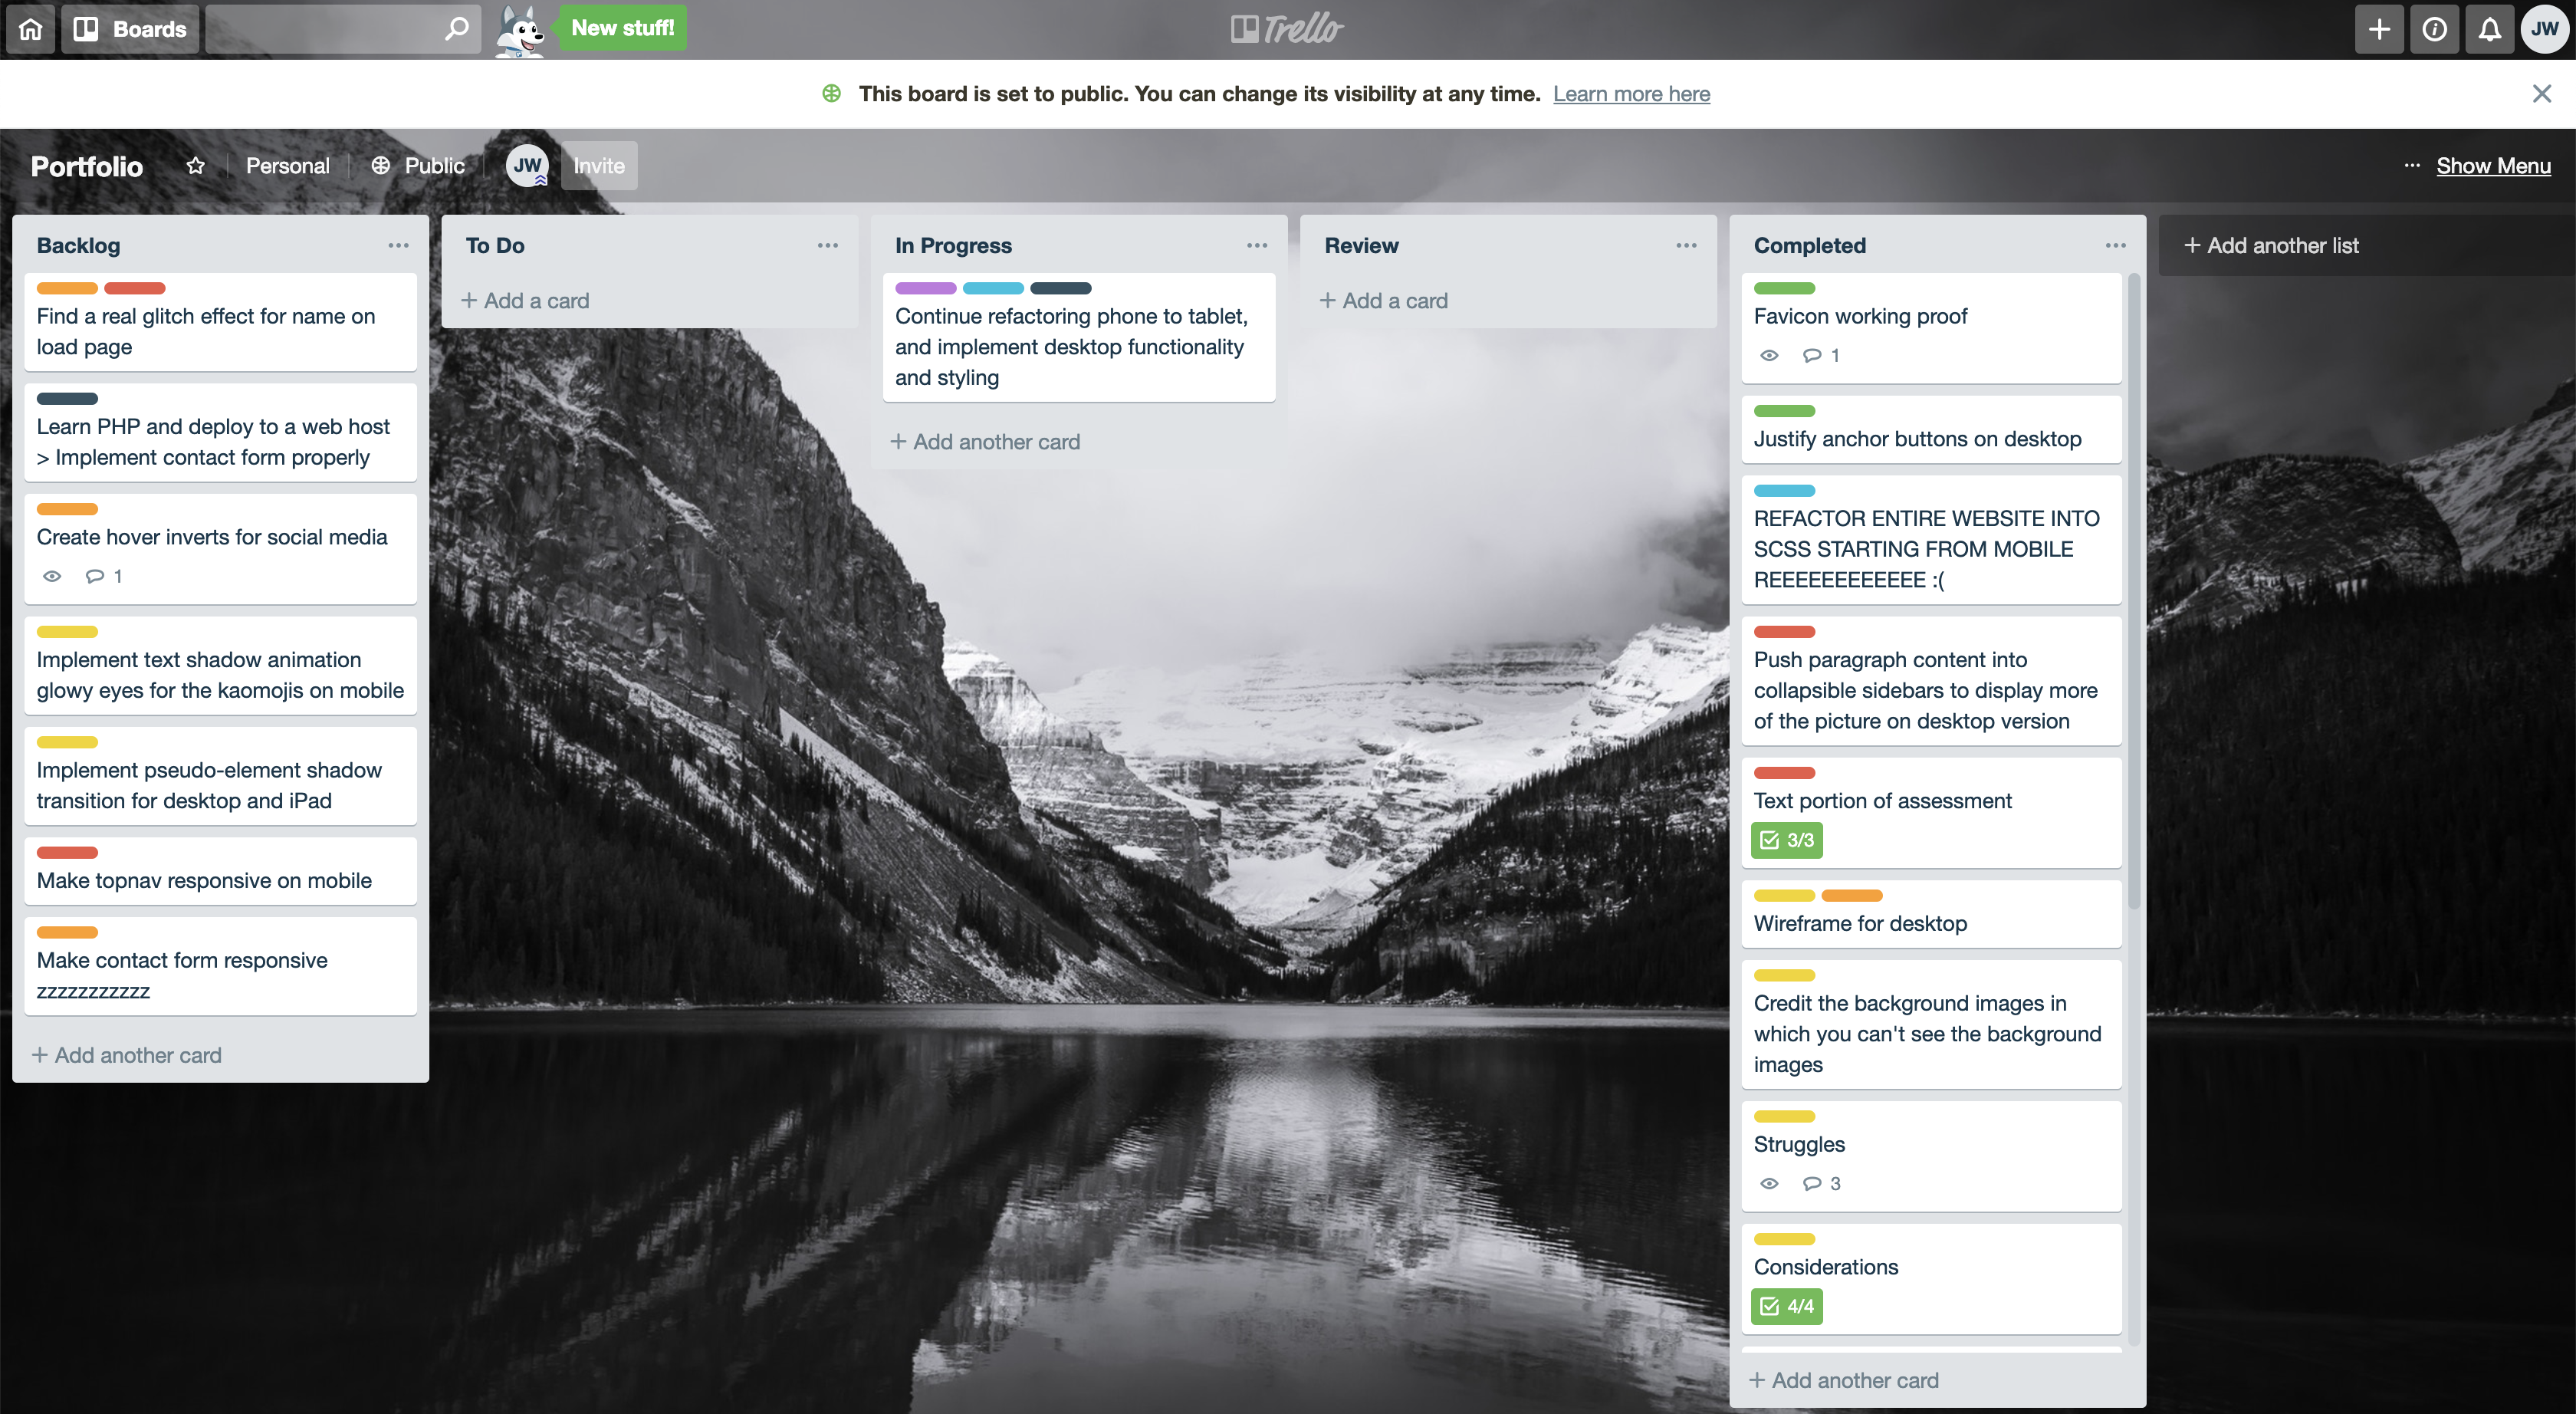 Boards
New stuff!
Trello
JW
This board is set to public. You can change its visibility at any time. Learn more here
Portfolio
Personal
Public
JW
Invite
Show Menu
Backlog
Find a real glitch effect for name on
load page
Learn PHP and deploy to a web host
> Implement contact form properly
Create hover inverts for social media
1
Implement text shadow animation
glowy eyes for the kaomojis on mobile
Implement pseudo-element shadow
transition for desktop and iPad
Make topnav responsive on mobile
Make contact form responsive
zzzzzzzzzzz
+ Add another card
To Do
+ Add a card
In Progress
Continue refactoring phone to tablet,
and implement desktop functionality
and styling
+ Add another card
Review
+ Add a card
Completed
Favicon working proof
1
Justify anchor buttons on desktop
REFACTOR ENTIRE WEBSITE INTO
SCSS STARTING FROM MOBILE
REEEEEEEEEEEE :(
Push paragraph content into
collapsible sidebars to display more
of the picture on desktop version
Text portion of assessment
3/3
Wireframe for desktop
Credit the background images in
which you can't see the background
images
Struggles
3
Considerations
4/4
+ Add another card
+ Add another list